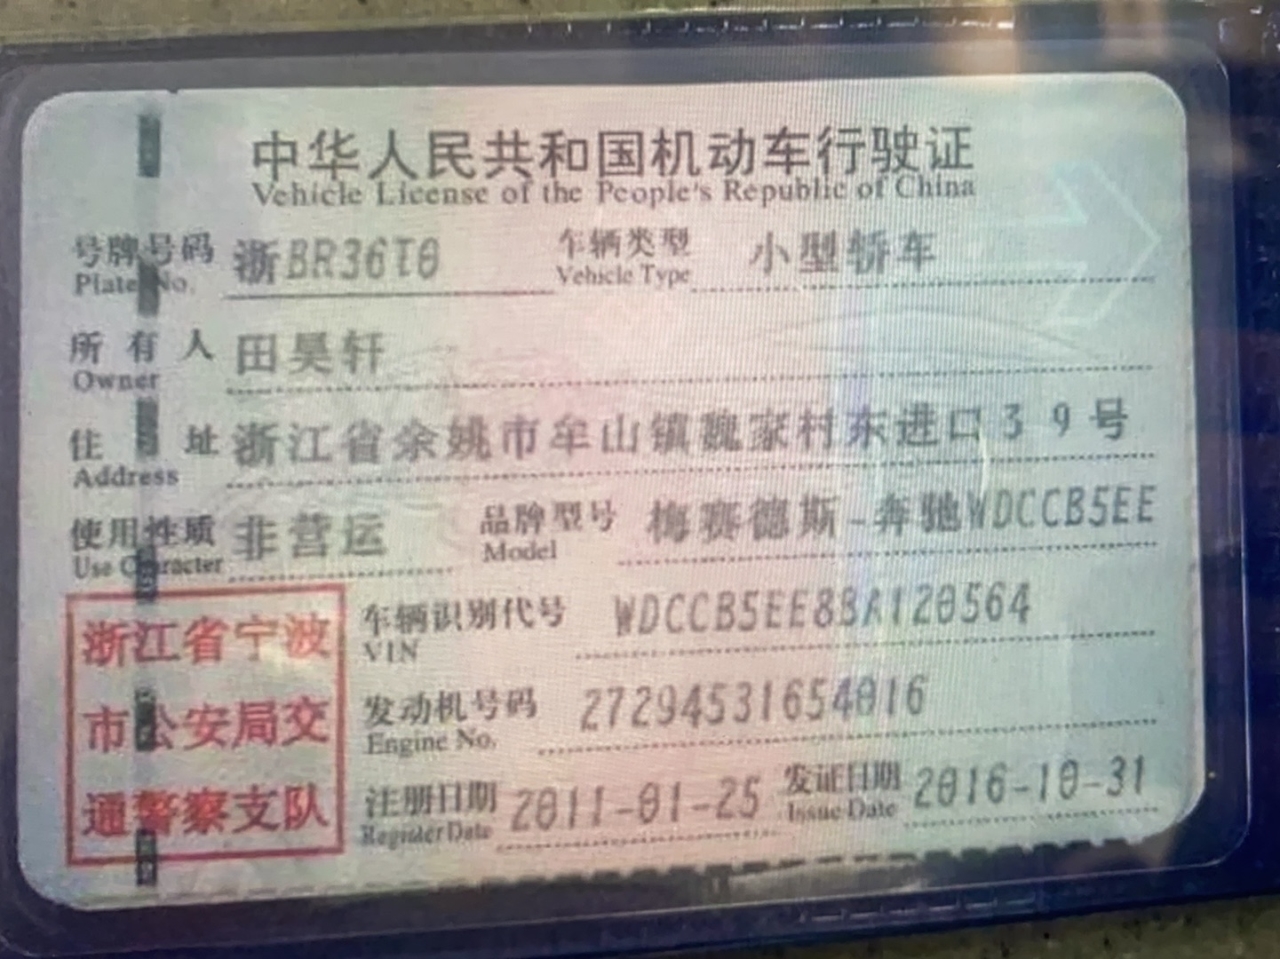 中华人民共和国机动车行驶证
Vehicle License of the People's Republic of China
号牌号码 浙BR36T0 车辆类型 小型轿车
Plate No. Vehicle Type
所有人 田昊轩
Owner
住址 浙江省余姚市牟山镇魏家村东进口39号
Address
使用性质 非营运 品牌型号 梅赛德斯-奔驰WDCCB5EE
Use Character Model
浙江省宁波
市公安局交
通警察支队
车辆识别代号 WDCCB5EE8BA120564
VIN
发动机号码 27294531654016
Engine No.
注册日期 2011-01-25 发证日期 2016-10-31
Register Date Issue Date